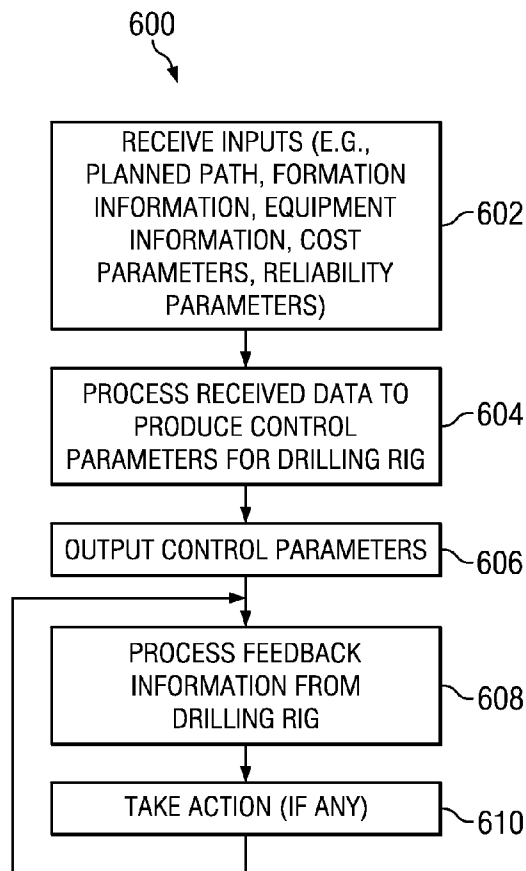 600
RECEIVE INPUTS (E.G.,
PLANNED PATH, FORMATION
INFORMATION, EQUIPMENT
INFORMATION, COST
PARAMETERS, RELIABILITY
PARAMETERS)
602
PROCESS RECEIVED DATA TO
PRODUCE CONTROL
PARAMETERS FOR DRILLING RIG
604
OUTPUT CONTROL PARAMETERS
606
PROCESS FEEDBACK
INFORMATION FROM
DRILLING RIG
608
TAKE ACTION (IF ANY)
610